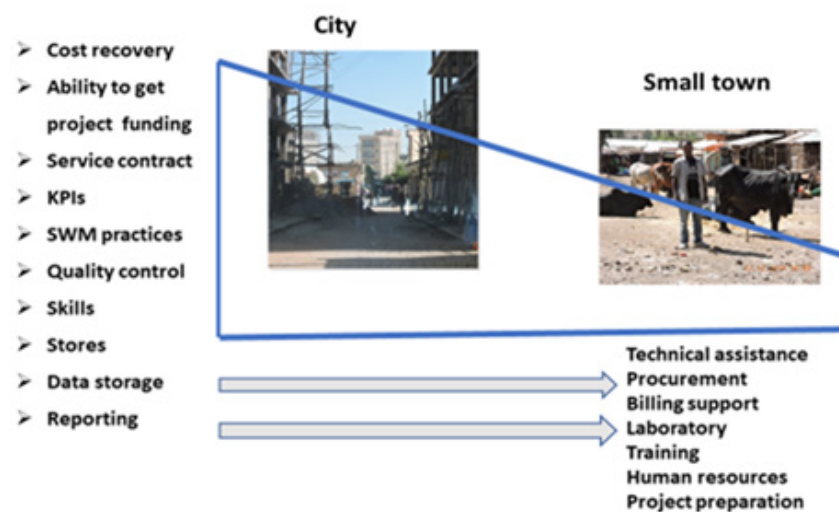 City
Small town
Cost recovery
Ability to get
project funding
Service contract
KPIs
SWM practices
Quality control
Skills
Stores
Data storage
Reporting
Technical assistance
Procurement
Billing support
Laboratory
Training
Human resources
Project preparation